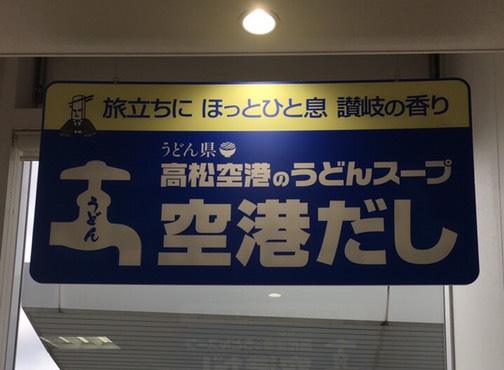 旅立ちに ほっとひと息 讃岐の香り
うどん県
高松空港のうどんスープ
空港だし
うどん